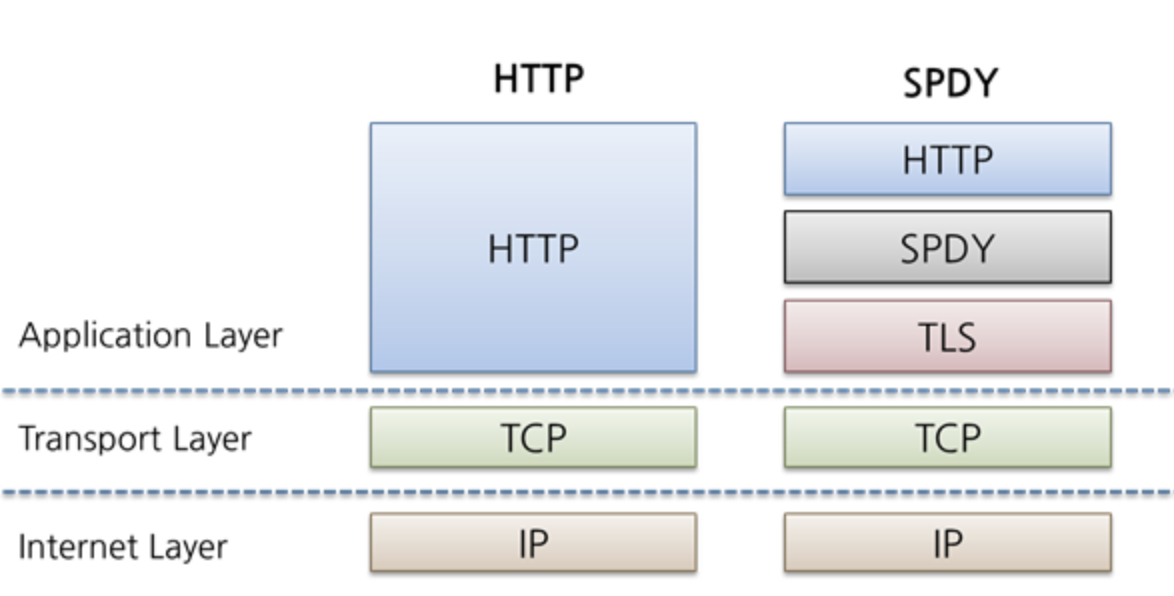 HTTP
SPDY
HTTP
HTTP
SPDY
Application Layer
TLS
Transport Layer
TCP
TCP
Internet Layer
IP
IP